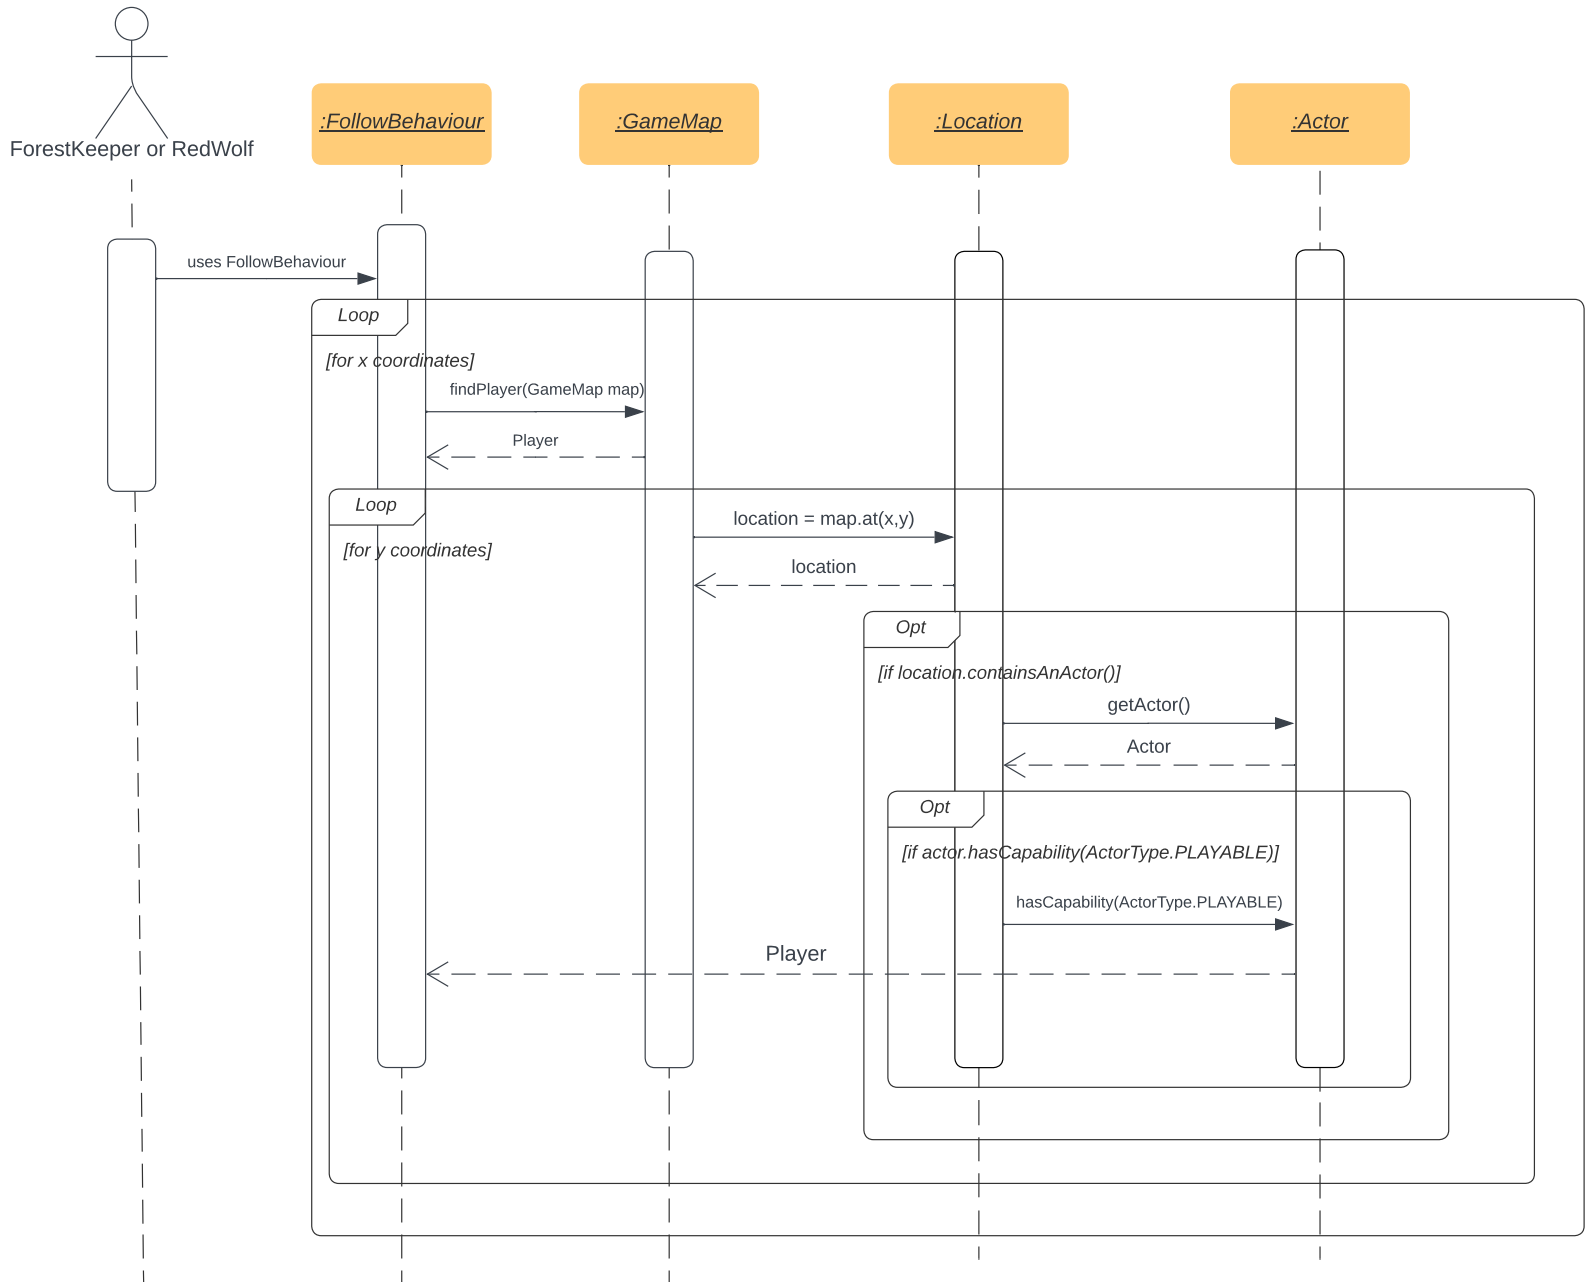 ForestKeeper or RedWolf
:FollowBehaviour
:GameMap
:Location
:Actor
uses FollowBehaviour
Loop
[for x coordinates]
findPlayer(GameMap map)
Player
Loop
[for y coordinates]
location = map.at(x,y)
location
Opt
[if location.containsAnActor()]
getActor()
Actor
Opt
[if actor.hasCapability(ActorType.PLAYABLE)]
hasCapability(ActorType.PLAYABLE)
Player